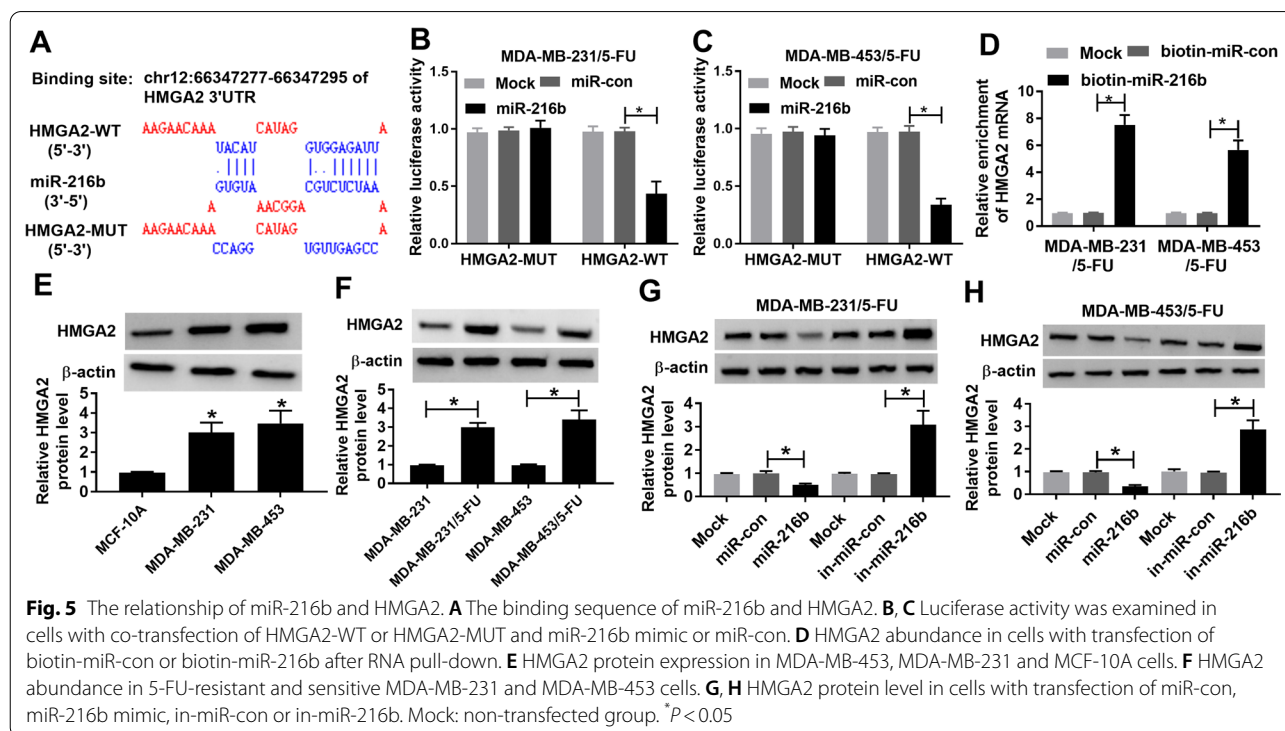 A
Binding site: chr12:66347277-66347295 of
HMGA2 3'UTR
HMGA2-WT
(5'-3')
AAGAACAAA CAUAG A
UACAU GUGGAGAUU
.|||| |..||||||
miR-216b
(3'-5')
GUGUA CGUCUCUAA
A AACGGA A
HMGA2-MUT
(5'-3')
AAGAACAAA CAUAG A
CCAGG UGUUGAGCC
B
MDA-MB-231/5-FU
Mock miR-con
miR-216b
Relative luciferase activity
1.5
1.0
0.5
0.0
*
HMGA2-MUT HMGA2-WT
C
MDA-MB-453/5-FU
Mock miR-con
miR-216b
Relative luciferase activity
1.5
1.0
0.5
0.0
*
HMGA2-MUT HMGA2-WT
D
Mock biotin-miR-con
biotin-miR-216b
Relative enrichment
of HMGA2 mRNA
10
8
6
4
2
0
* *
MDA-MB-231
/5-FU
MDA-MB-453
/5-FU
E
HMGA2
β-actin
Relative HMGA2
protein level
5
4
3
2
1
0
* *
MCF-10A
MDA-MB-231
MDA-MB-453
F
HMGA2
β-actin
Relative HMGA2
protein level
5
4
3
2
1
0
* *
MDA-MB-231
MDA-MB-231/5-FU
MDA-MB-453
MDA-MB-453/5-FU
G
MDA-MB-231/5-FU
HMGA2
β-actin
Relative HMGA2
protein level
5
4
3
2
1
0
* *
Mock
miR-con
miR-216b
Mock
in-miR-con
in-miR-216b
H
MDA-MB-453/5-FU
HMGA2
β-actin
Relative HMGA2
protein level
5
4
3
2
1
0
* *
Mock
miR-con
miR-216b
Mock
in-miR-con
in-miR-216b
Fig. 5 The relationship of miR-216b and HMGA2. A The binding sequence of miR-216b and HMGA2. B, C Luciferase activity was examined in
cells with co-transfection of HMGA2-WT or HMGA2-MUT and miR-216b mimic or miR-con. D HMGA2 abundance in cells with transfection of
biotin-miR-con or biotin-miR-216b after RNA pull-down. E HMGA2 protein expression in MDA-MB-453, MDA-MB-231 and MCF-10A cells. F HMGA2
abundance in 5-FU-resistant and sensitive MDA-MB-231 and MDA-MB-453 cells. G, H HMGA2 protein level in cells with transfection of miR-con,
miR-216b mimic, in-miR-con or in-miR-216b. Mock: non-transfected group. *P < 0.05